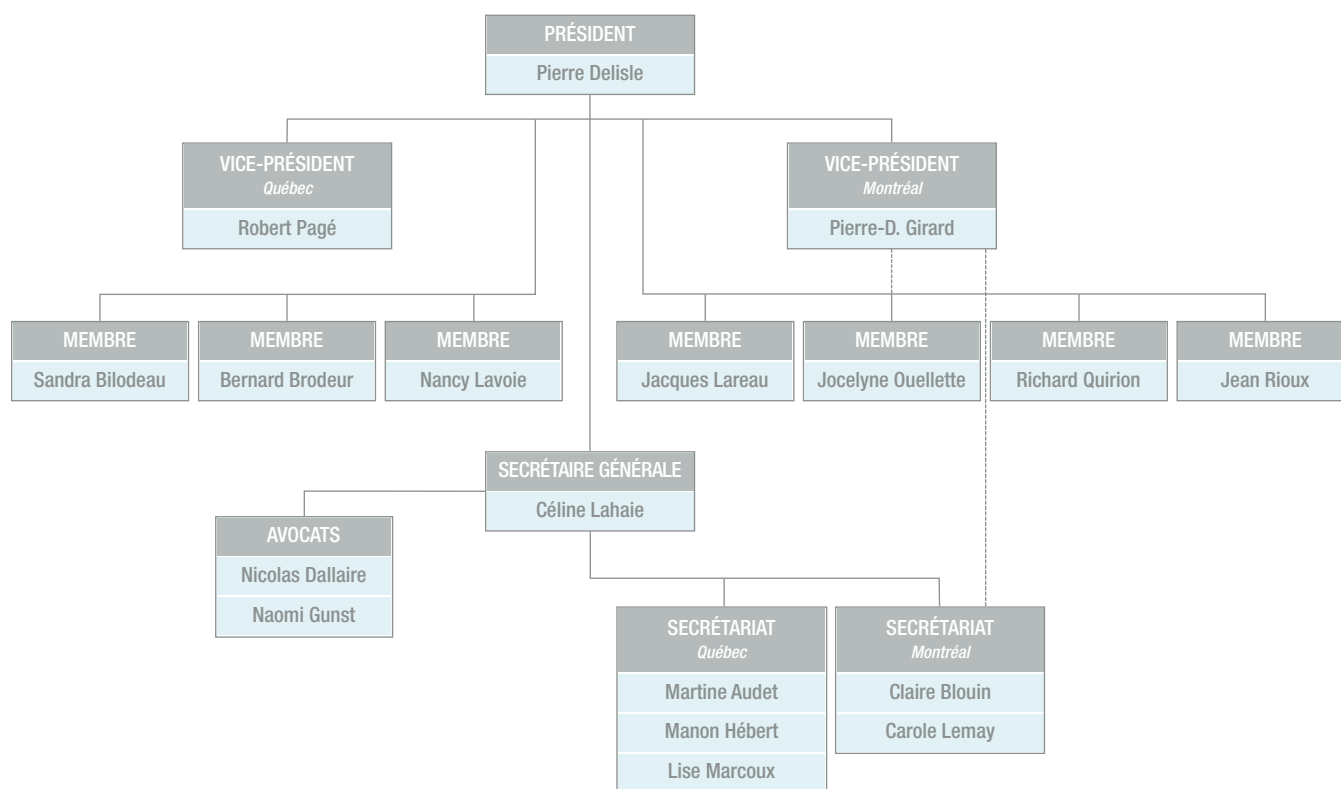 PRÉSIDENT
Pierre Delisle
VICE-PRÉSIDENT
Québec
Robert Pagé
VICE-PRÉSIDENT
Montréal
Pierre-D. Girard
MEMBRE
Sandra Bilodeau
MEMBRE
Bernard Brodeur
MEMBRE
Nancy Lavoie
MEMBRE
Jacques Lareau
MEMBRE
Jocelyne Ouellette
MEMBRE
Richard Quirion
MEMBRE
Jean Rioux
SECRÉTAIRE GÉNÉRALE
Céline Lahaie
AVOCATS
Nicolas Dallaire
Naomi Gunst
SECRÉTARIAT
Québec
Martine Audet
Manon Hébert
Lise Marcoux
SECRÉTARIAT
Montréal
Claire Blouin
Carole Lemay